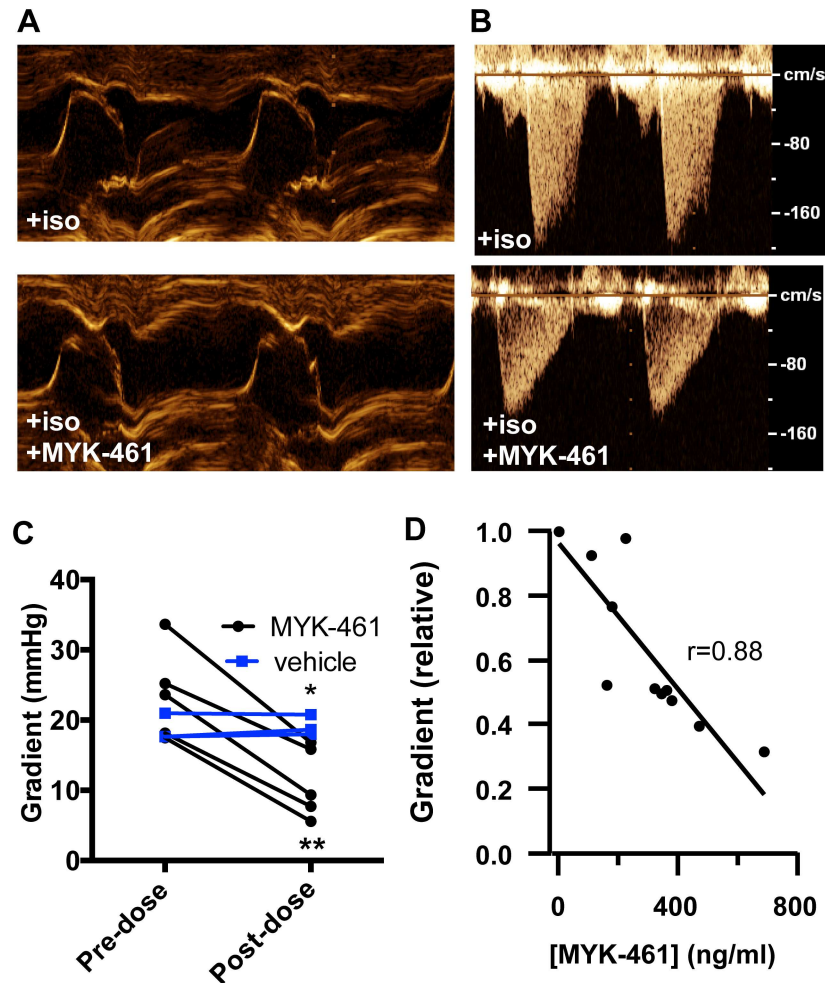 A
+iso
+iso
+MYK-461
B
cm/s
-80
-160
+iso
cm/s
-80
-160
+iso
+MYK-461
C
Gradient (mmHg)
40
30
20
10
0
MYK-461
vehicle
*
**
Pre-dose
Post-dose
D
Gradient (relative)
1.0
0.8
0.6
0.4
0.2
0.0
r=0.88
0 400 800
[MYK-461] (ng/ml)